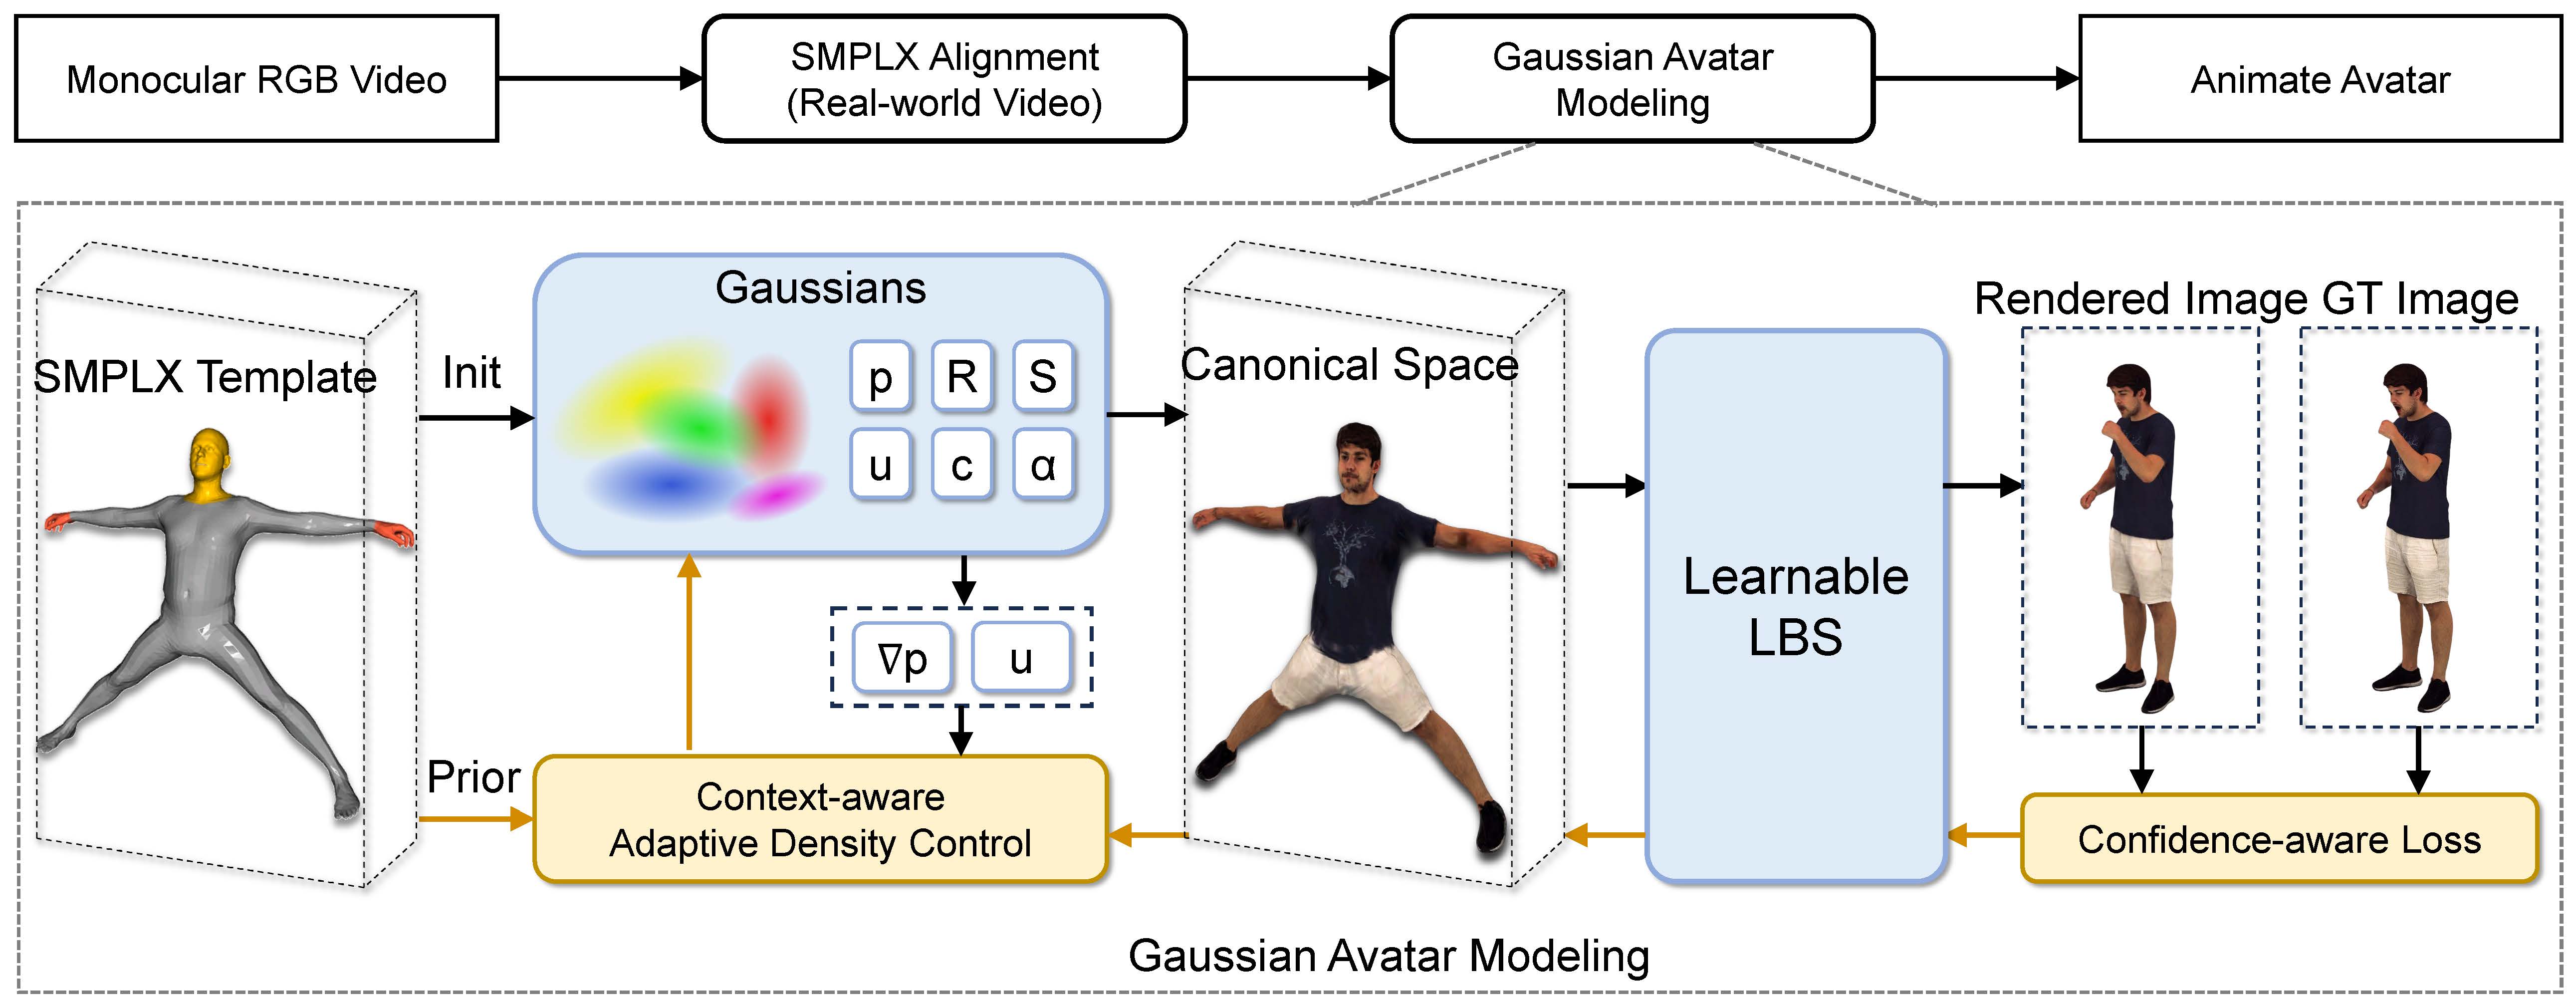 Monocular RGB Video
SMPLX Alignment
(Real-world Video)
Gaussian Avatar
Modeling
Animate Avatar
SMPLX Template
Init
Gaussians
p R S
u c α
Canonical Space
Learnable
LBS
Rendered Image
GT Image
∇p u
Prior
Context-aware
Adaptive Density Control
Confidence-aware Loss
Gaussian Avatar Modeling